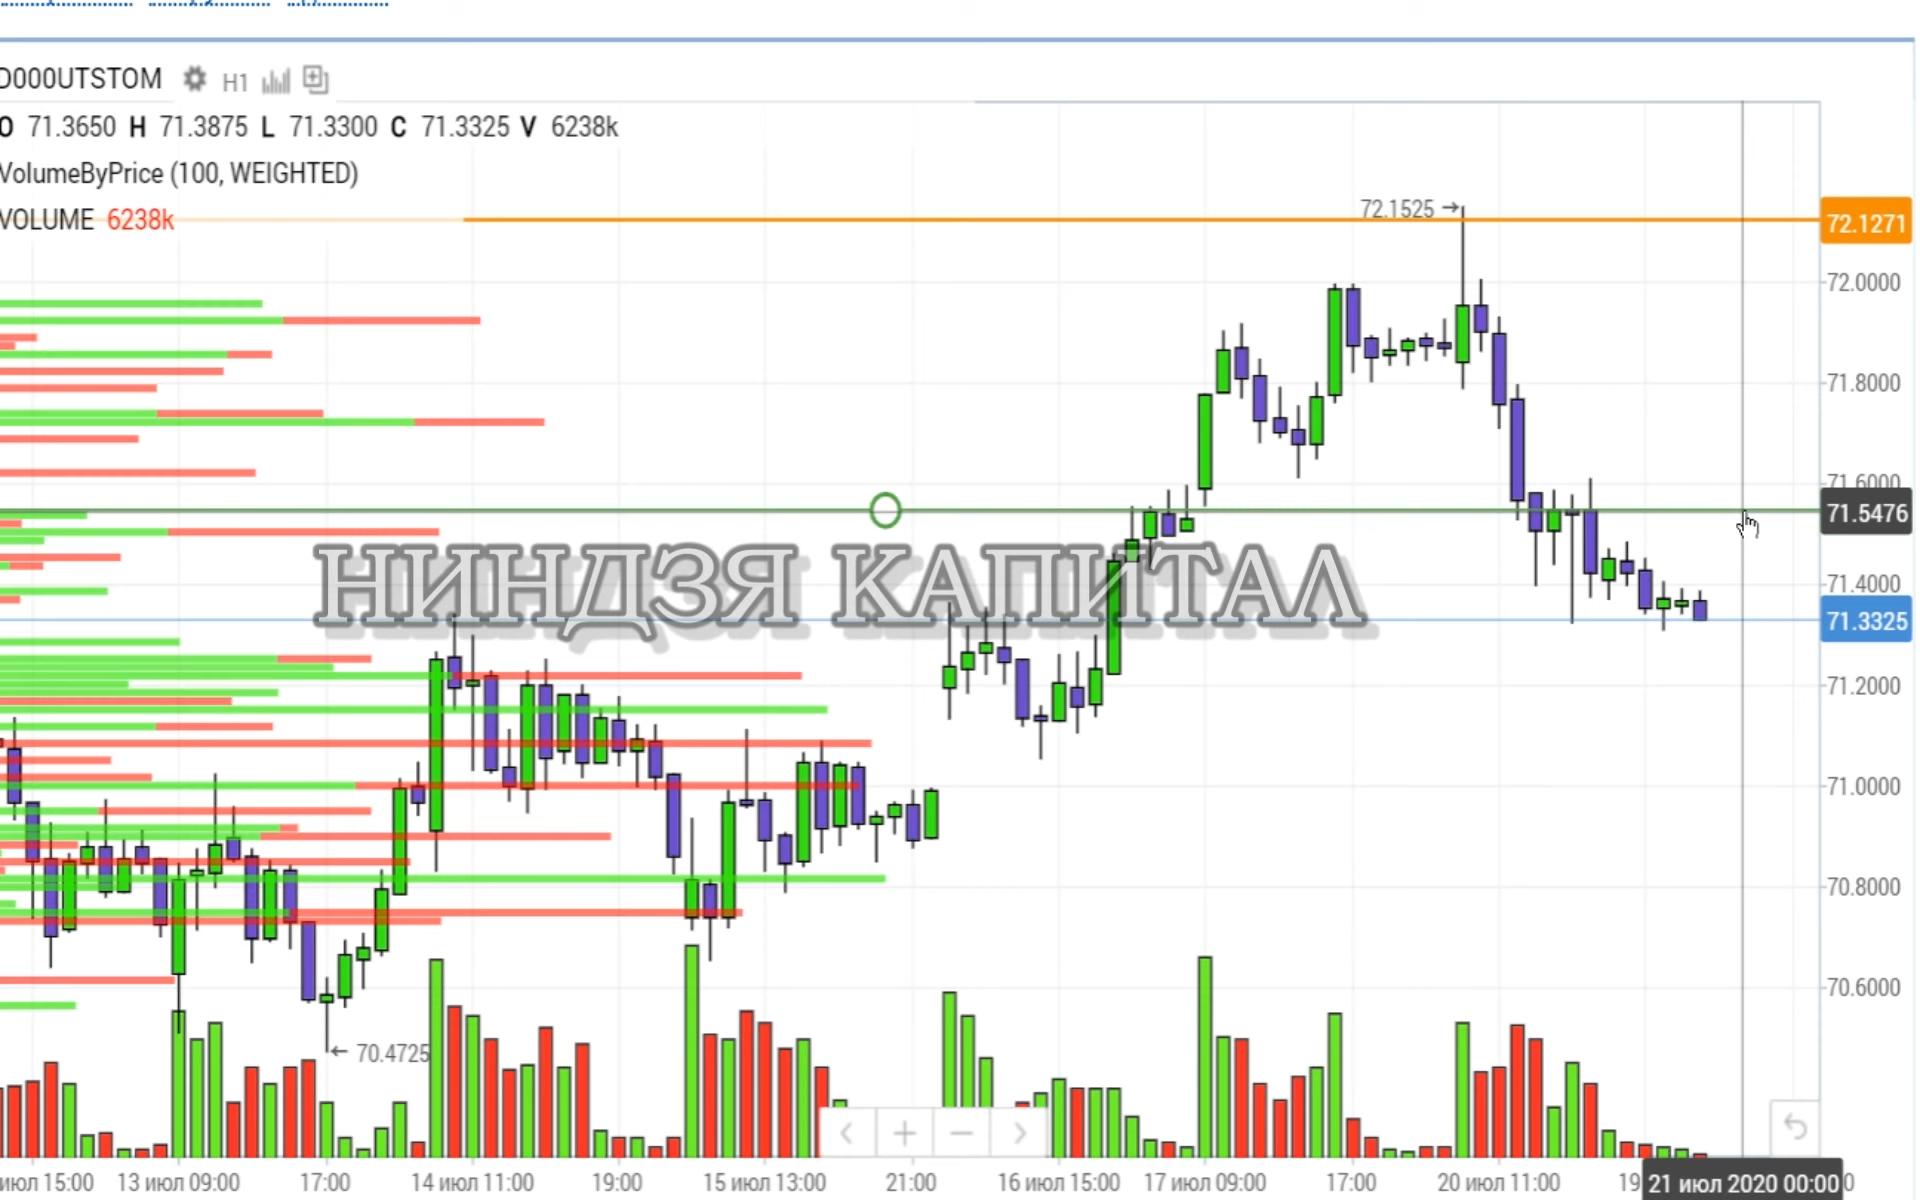 D000UTSTOM H1
O 71.3650 H 71.3875 L 71.3300 C 71.3325 V 6238k
VolumeByPrice (100, WEIGHTED)
VOLUME 6238k
72.1525
72.1271
72.0000
71.8000
71.6000
71.5476
НИНДЗЯ КАПИТАЛ
71.4000
71.3325
71.2000
71.0000
70.8000
70.6000
70.4725
июл 15:00 13 июл 09:00 17:00 14 июл 11:00 19:00 15 июл 13:00 21:00 16 июл 15:00 17 июл 09:00 17:00 20 июл 11:00 19 21 июл 2020 00:00 0